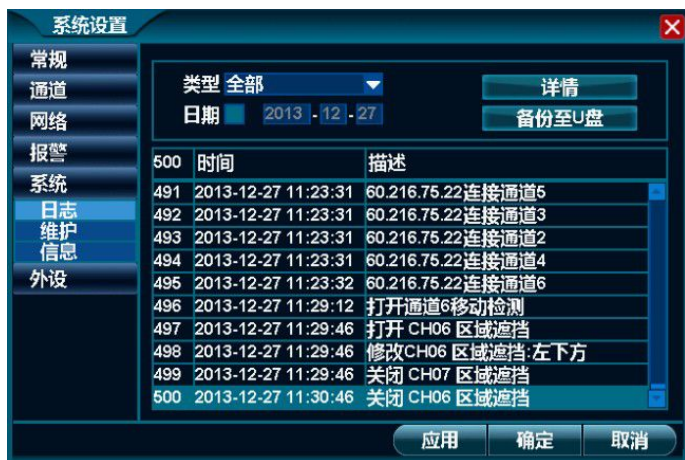 系统设置
常规
通道
网络
报警
系统
日志
维护
信息
外设
类型 全部
详情
日期 2013 - 12 - 27
备份至U盘
500 时间 描述
491 2013-12-27 11:23:31 60.216.75.22连接通道5
492 2013-12-27 11:23:31 60.216.75.22连接通道3
493 2013-12-27 11:23:31 60.216.75.22连接通道2
494 2013-12-27 11:23:31 60.216.75.22连接通道4
495 2013-12-27 11:23:32 60.216.75.22连接通道6
496 2013-12-27 11:29:12 打开通道6移动检测
497 2013-12-27 11:29:46 打开 CH06 区域遮挡
498 2013-12-27 11:29:46 修改CH06 区域遮挡:左下方
499 2013-12-27 11:29:46 关闭 CH07 区域遮挡
500 2013-12-27 11:30:46 关闭 CH06 区域遮挡
应用 确定 取消